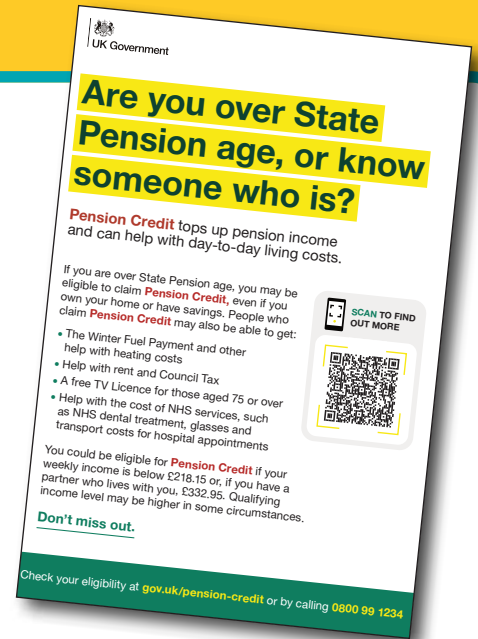 UK Government
Are you over State
Pension age, or know
someone who is?
Pension Credit tops up pension income
and can help with day-to-day living costs.
If you are over State Pension age, you may be
eligible to claim Pension Credit, even if you
own your home or have savings. People who
claim Pension Credit may also be able to get:
• The Winter Fuel Payment and other
help with heating costs
• Help with rent and Council Tax
• A free TV Licence for those aged 75 or over
• Help with the cost of NHS services, such
as NHS dental treatment, glasses and
transport costs for hospital appointments
SCAN TO FIND
OUT MORE
You could be eligible for Pension Credit if your
weekly income is below £218.15 or, if you have a
partner who lives with you, £332.95. Qualifying
income level may be higher in some circumstances.
Don't miss out.
Check your eligibility at gov.uk/pension-credit or by calling 0800 99 1234